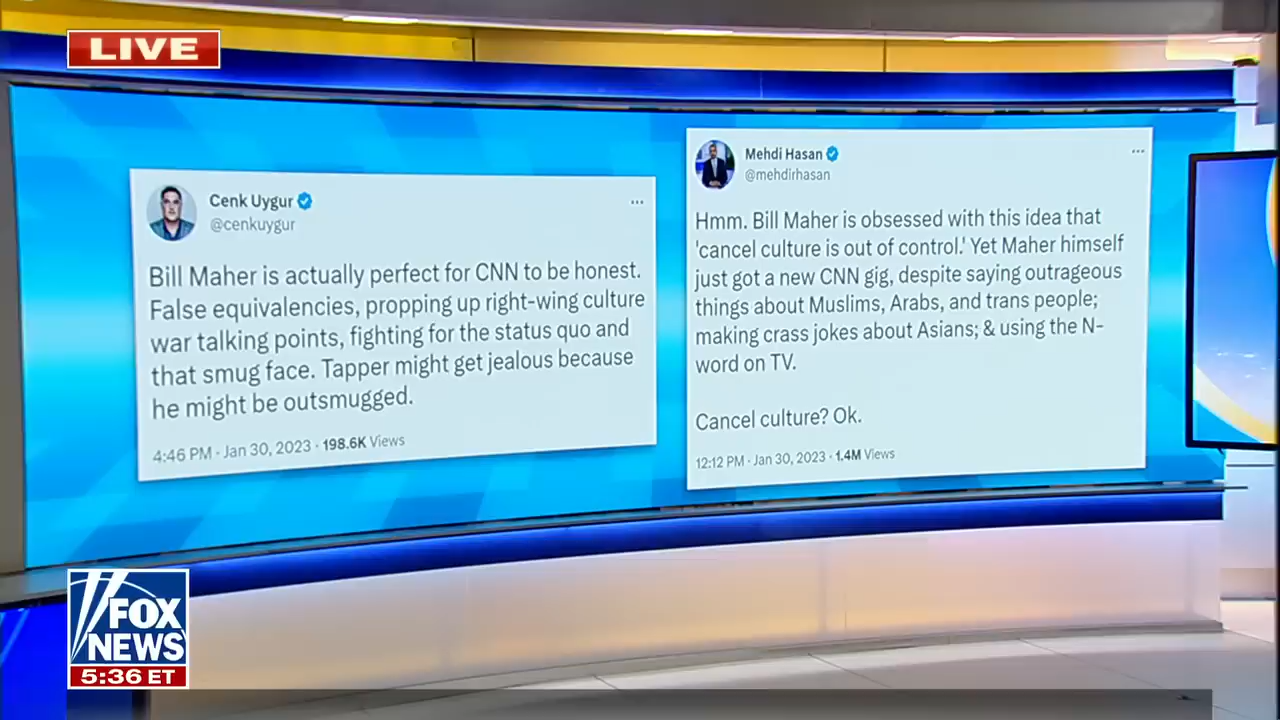 LIVE
Cenk Uygur
@cenkuygur
Bill Maher is actually perfect for CNN to be honest.
False equivalencies, propping up right-wing culture
war talking points, fighting for the status quo and
that smug face. Tapper might get jealous because
he might be outsmugged.
4:46 PM · Jan 30, 2023 · 198.6K Views
Mehdi Hasan
@mehdirhasan
Hmm. Bill Maher is obsessed with this idea that
'cancel culture is out of control.' Yet Maher himself
just got a new CNN gig, despite saying outrageous
things about Muslims, Arabs, and trans people;
making crass jokes about Asians; & using the N-
word on TV.
Cancel culture? Ok.
12:12 PM · Jan 30, 2023 · 1.4M Views
FOX
NEWS
5:36 ET